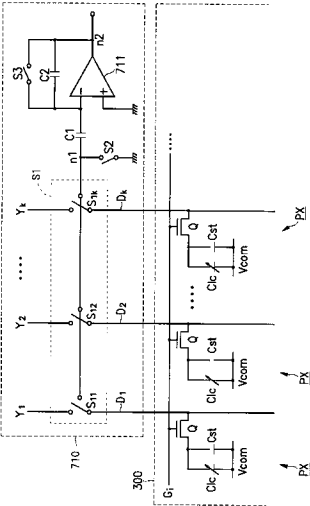 n2
S3
C2
711
−
+
C1
n1
S2
S1
Yk
S1k
Dk
Y2
S12
D2
Y1
S11
D1
710
300
Gi
Q
Cst
Clc
Vcom
PX
Q
Cst
Clc
Vcom
PX
Q
Cst
Clc
Vcom
PX